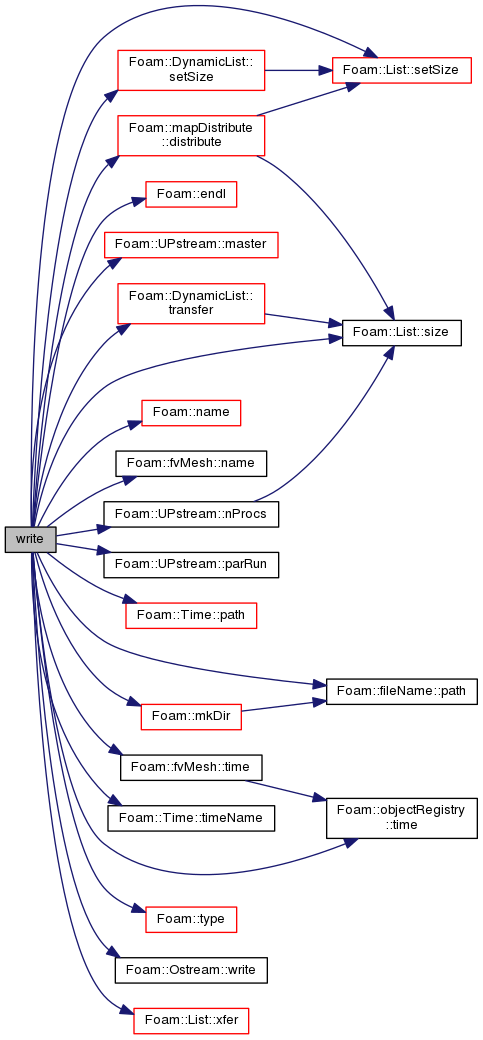 Foam::DynamicList::
setSize
Foam::List::setSize
Foam::mapDistribute
::distribute
Foam::endl
Foam::UPstream::master
Foam::DynamicList::
transfer
Foam::List::size
Foam::name
Foam::fvMesh::name
Foam::UPstream::nProcs
write
Foam::UPstream::parRun
Foam::Time::path
Foam::fileName::path
Foam::mkDir
Foam::fvMesh::time
Foam::objectRegistry
::time
Foam::Time::timeName
Foam::type
Foam::Ostream::write
Foam::List::xfer